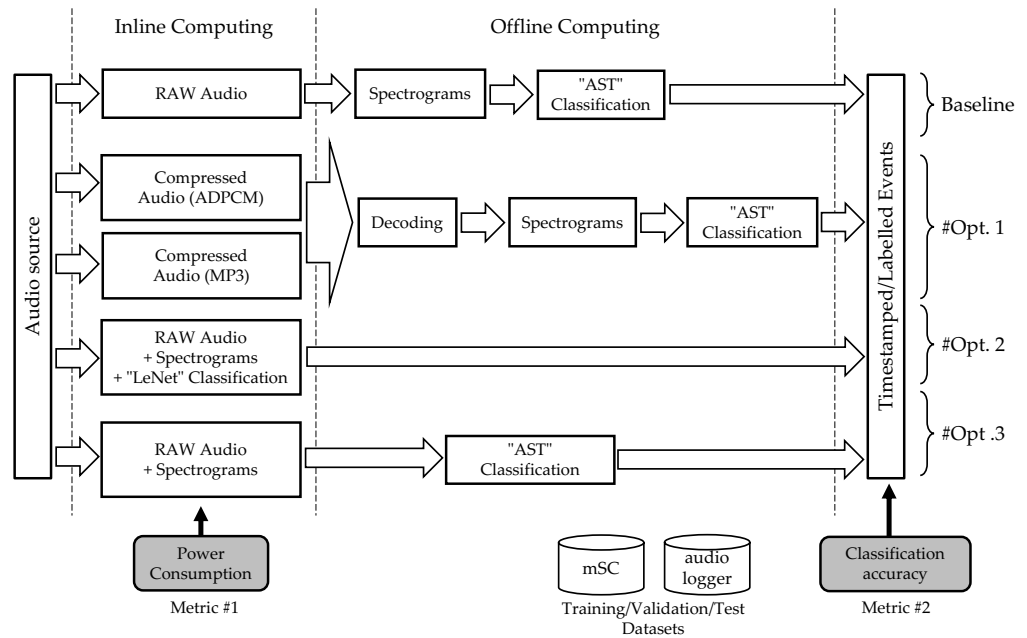 Inline Computing
Offline Computing
Audio source
RAW Audio
Spectrograms
"AST"
Classification
Baseline
Compressed
Audio (ADPCM)
Compressed
Audio (MP3)
Decoding
Spectrograms
"AST"
Classification
#Opt. 1
RAW Audio
+ Spectrograms
+ "LeNet" Classification
#Opt. 2
RAW Audio
+ Spectrograms
"AST"
Classification
#Opt .3
Timestamped/Labelled Events
Power
Consumption
Metric #1
mSC
audio
logger
Training/Validation/Test
Datasets
Classification
accuracy
Metric #2